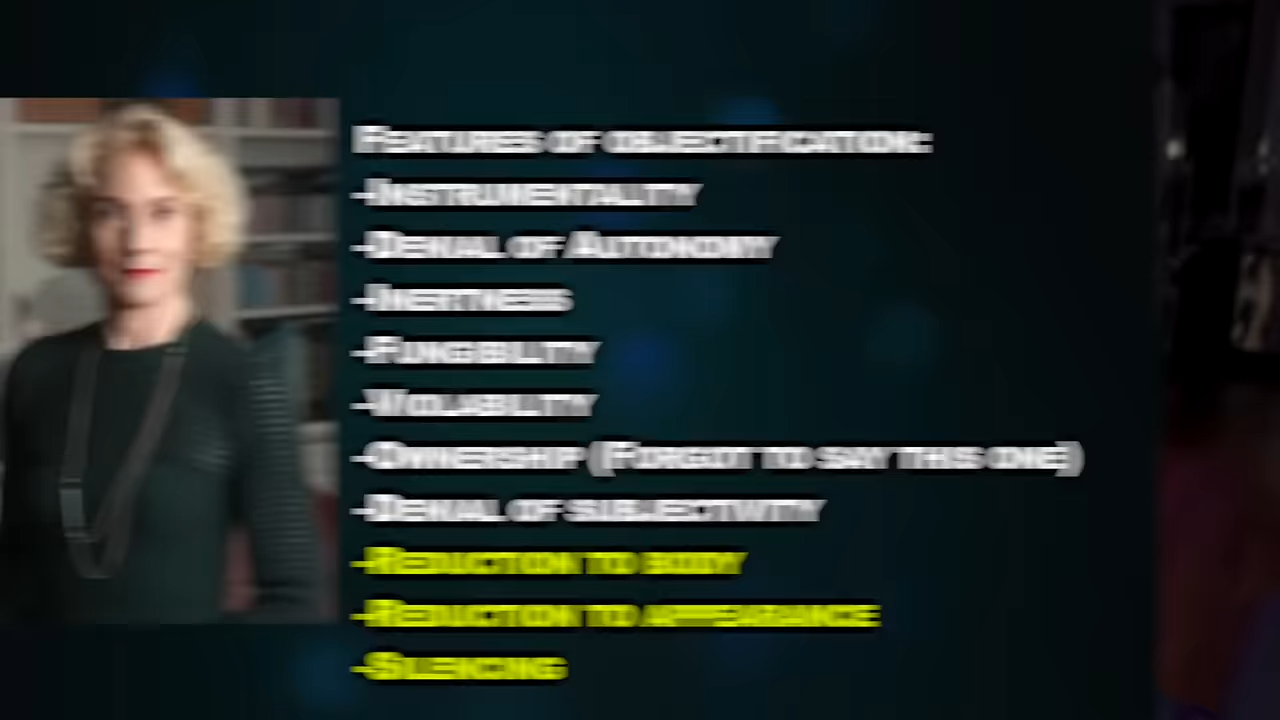 Features of objectification:
-Instrumentality
-Denial of Autonomy
-Inertness
-Fungibility
-Violability
-Ownership (Forgot to say this one)
-Denial of subjectivity
-Reduction to body
-Reduction to appearance
-Silencing